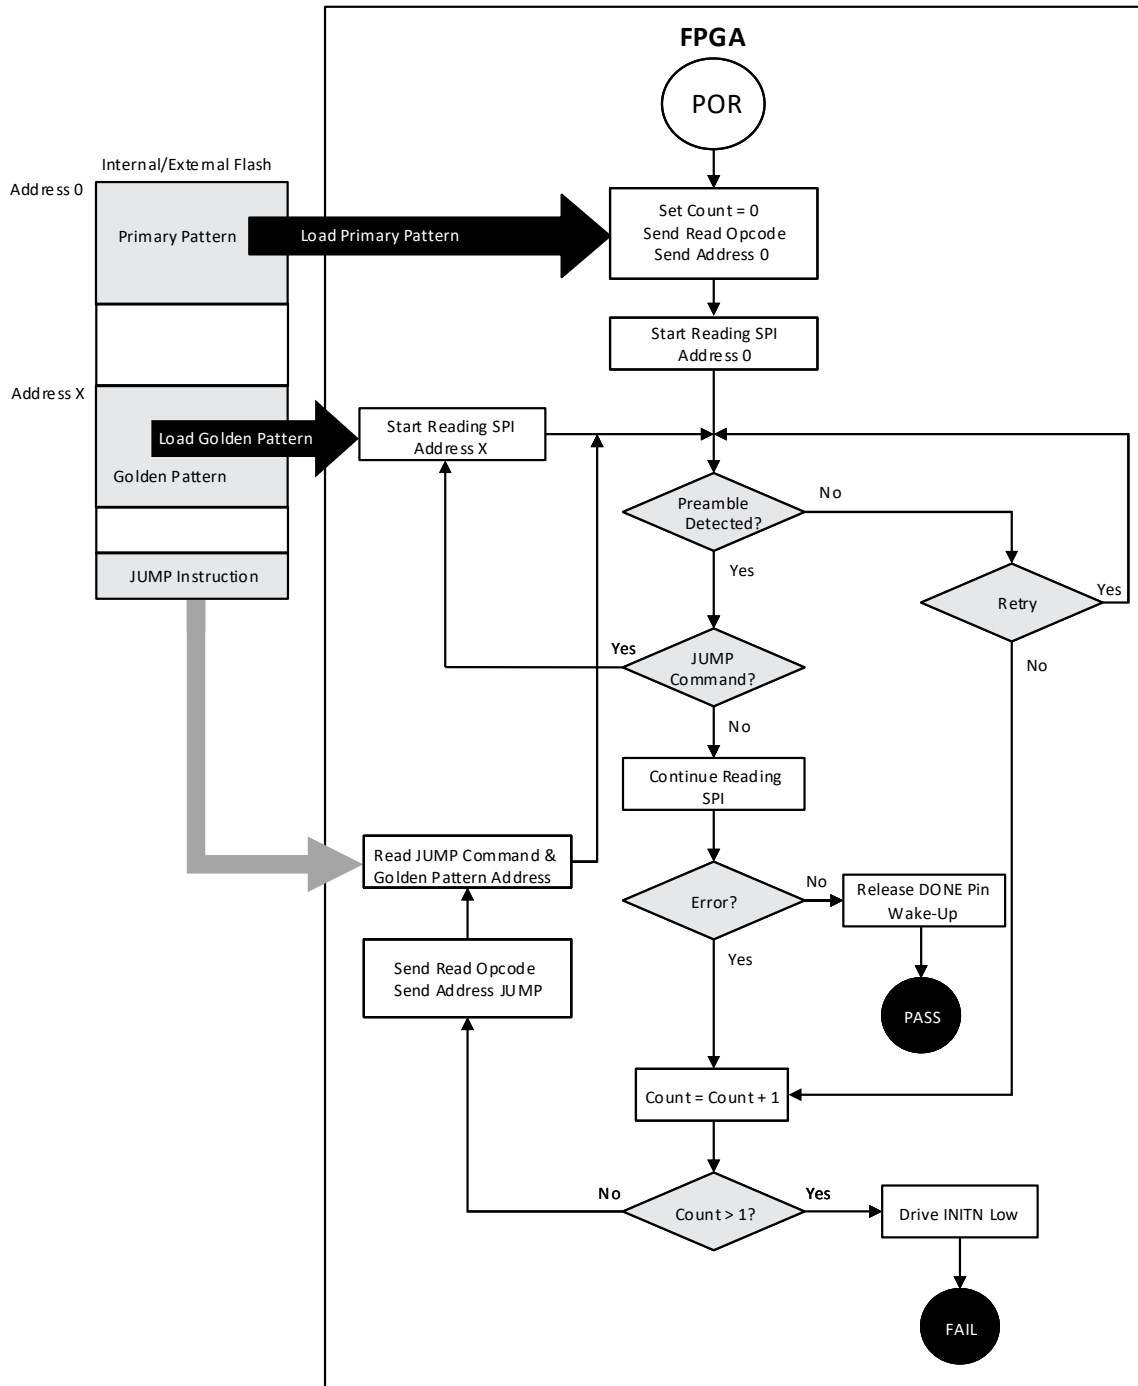 FPGA
POR
Internal/External Flash
Address 0
Primary Pattern
Load Primary Pattern
Set Count = 0
Send Read Opcode
Send Address 0
Start Reading SPI
Address 0
Address X
Load Golden Pattern
Golden Pattern
Start Reading SPI
Address X
Preamble
Detected?
No
Yes
JUMP Instruction
Retry
Yes
No
Yes
JUMP
Command?
No
Continue Reading
SPI
Read JUMP Command &
Golden Pattern Address
Error?
No
Release DONE Pin
Wake-Up
Yes
Send Read Opcode
Send Address JUMP
PASS
Count = Count + 1
No
Count > 1?
Yes
Drive INITN Low
FAIL